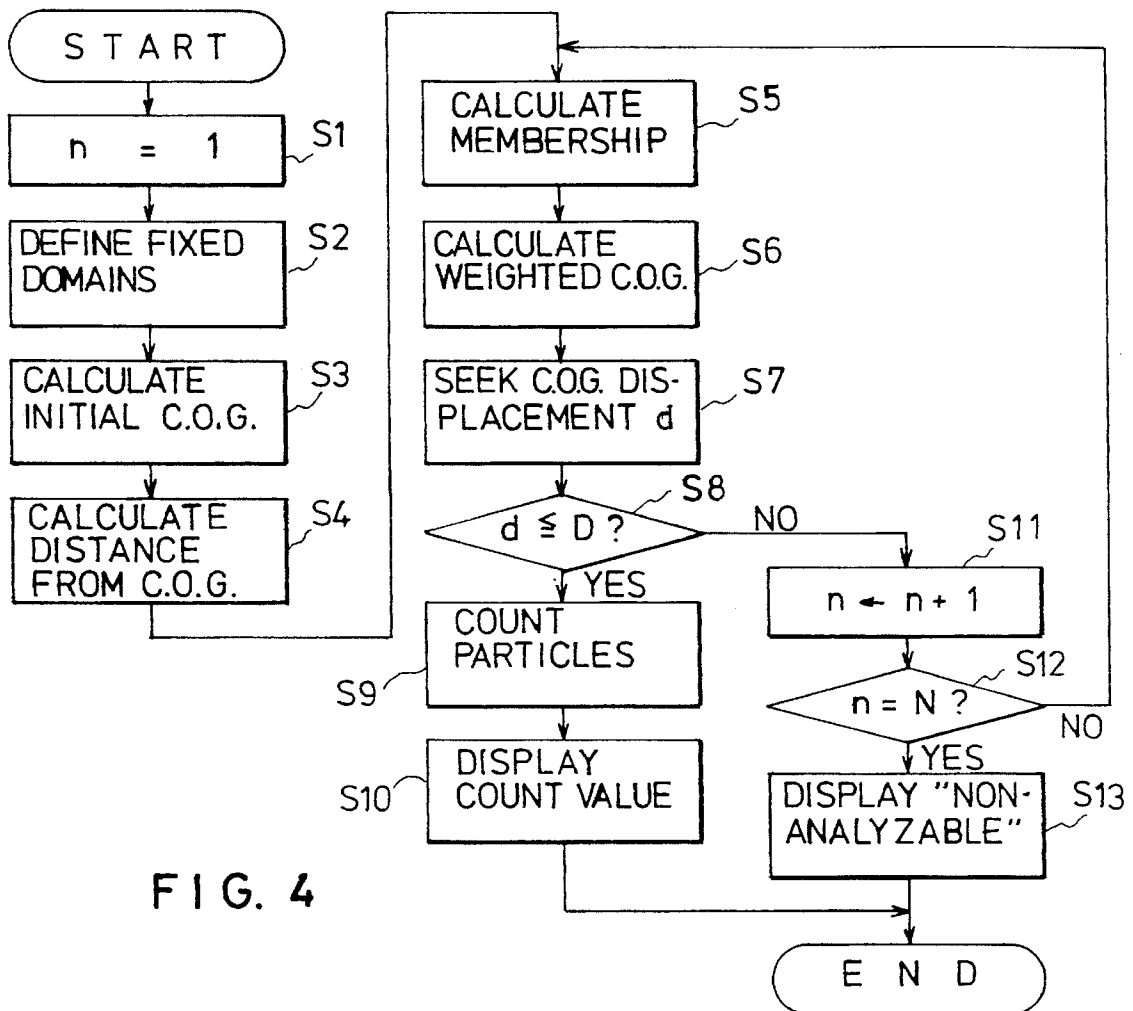 START
n = 1
S1
DEFINE FIXED
DOMAINS
S2
CALCULATE
INITIAL C.O.G.
S3
CALCULATE
DISTANCE
FROM C.O.G.
S4
CALCULATE
MEMBERSHIP
S5
CALCULATE
WEIGHTED C.O.G.
S6
SEEK C.O.G. DIS-
PLACEMENT d
S7
d ≦ D ?
S8
NO
YES
COUNT
PARTICLES
S9
DISPLAY
COUNT VALUE
S10
n ← n + 1
S11
n = N ?
S12
NO
YES
DISPLAY "NON-
ANALYZABLE"
S13
END
FIG. 4